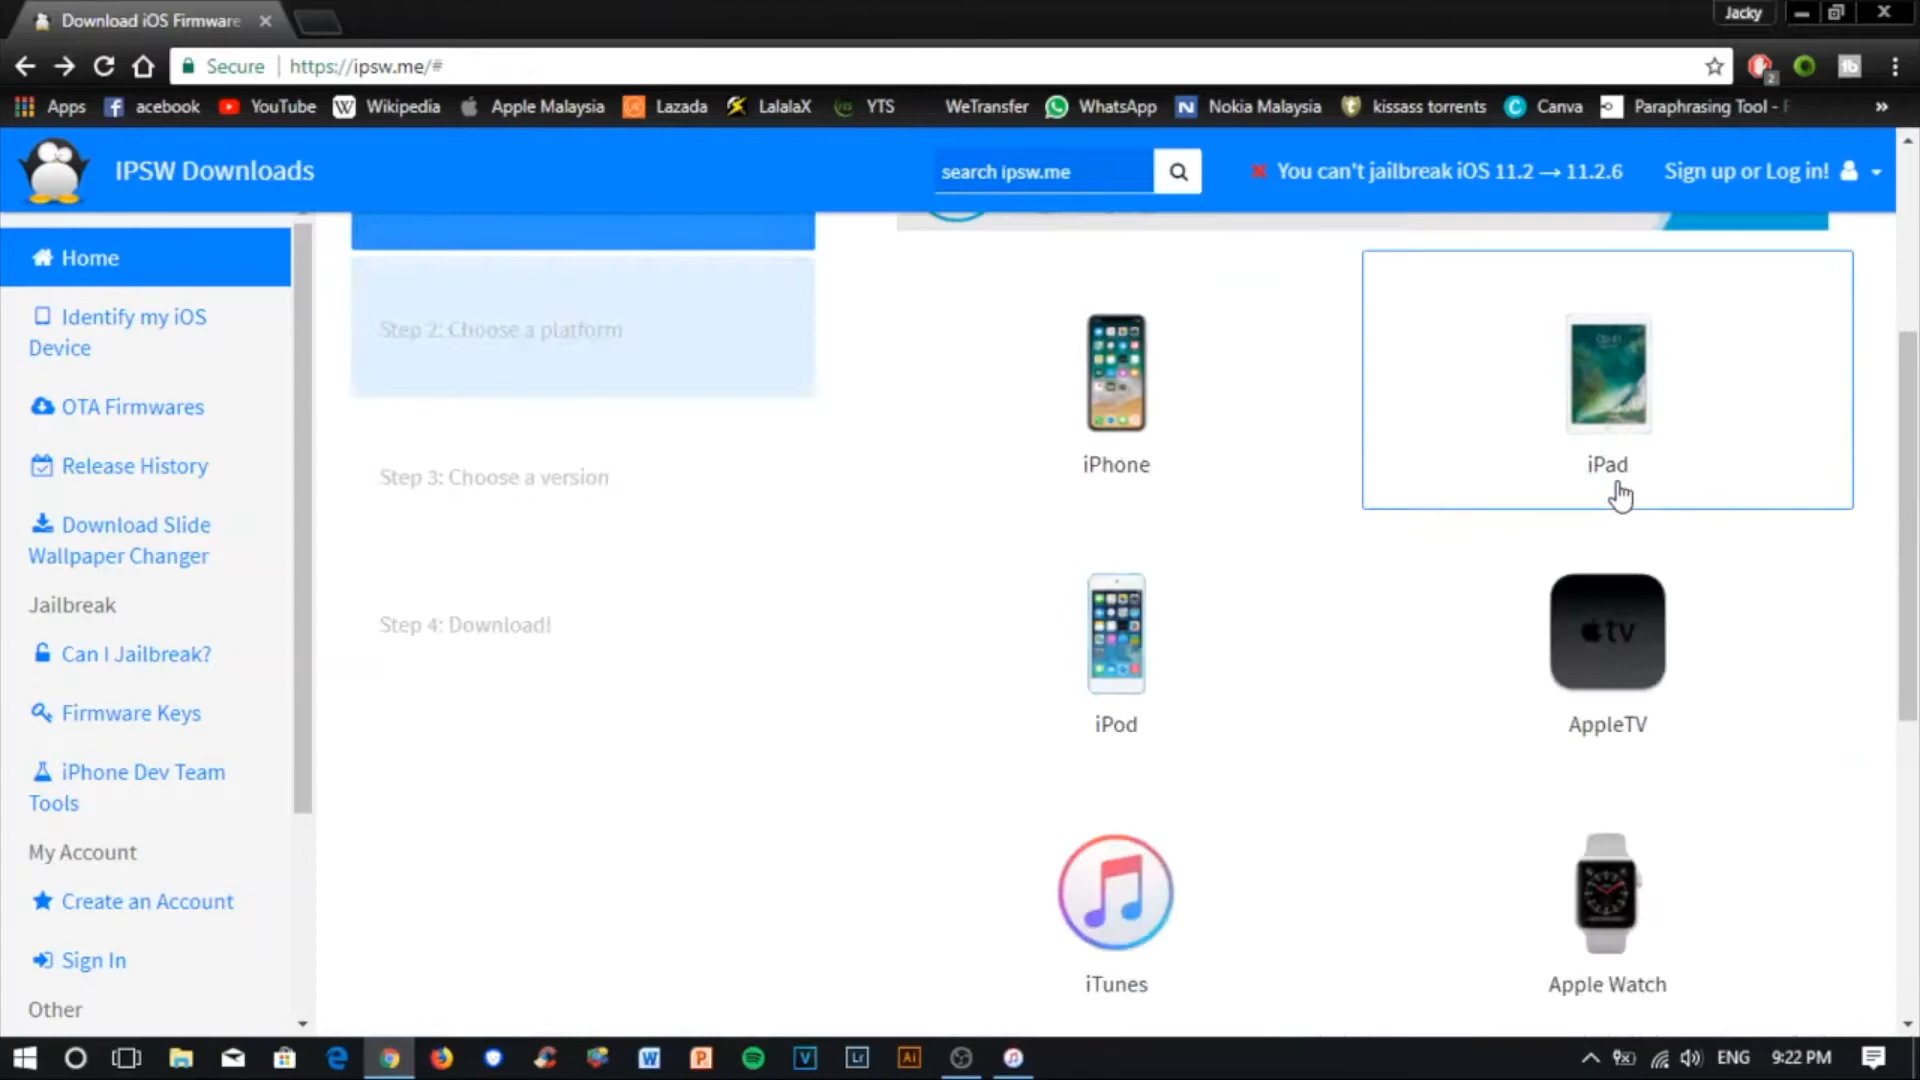 Download iOS Firmware
Jacky
Secure https://ipsw.me/#
2
tb
Apps acebook YouTube W Wikipedia Apple Malaysia Lazada LalalaX YTS WeTransfer WhatsApp N Nokia Malaysia kissass torrents C Canva Paraphrasing Tool - F »
IPSW Downloads
search ipsw.me
You can't jailbreak iOS 11.2 → 11.2.6
Sign up or Log in!
Home
Identify my iOS
Device
OTA Firmwares
Release History
Download Slide
Wallpaper Changer
Jailbreak
Can I Jailbreak?
Firmware Keys
iPhone Dev Team
Tools
My Account
Create an Account
Sign In
Other
Step 2: Choose a platform
Step 3: Choose a version
Step 4: Download!
iPhone
iPad
iPod
tv
AppleTV
iTunes
Apple Watch
W P V Lr Ai
ENG 9:22 PM